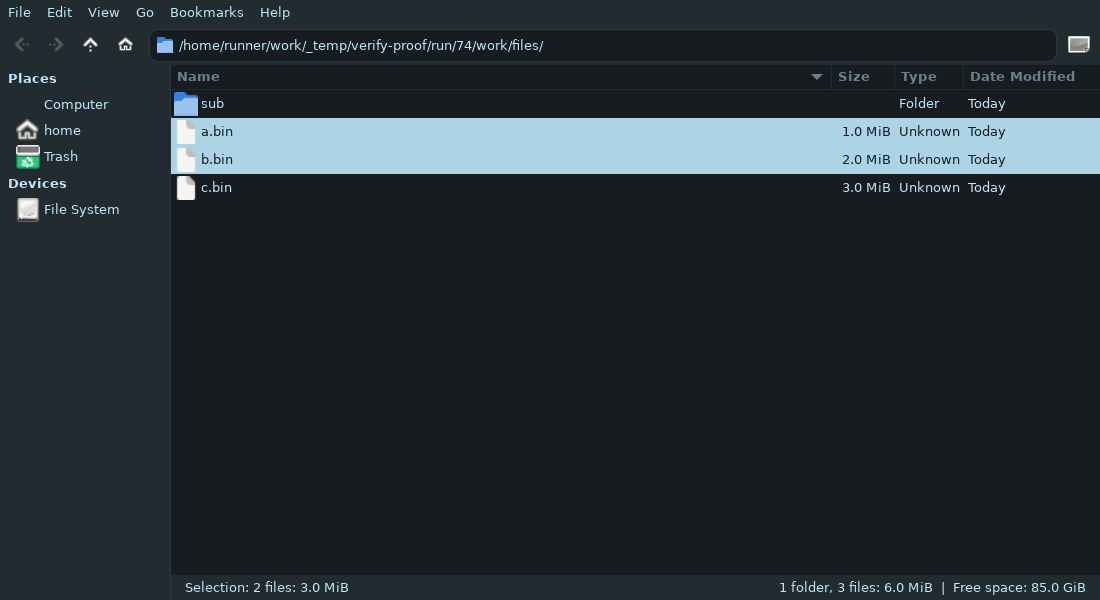 File Edit View Go Bookmarks Help
/home/runner/work/_temp/verify-proof/run/74/work/files/
Places
Computer
home
Trash
Devices
File System
Name Size Type Date Modified
sub Folder Today
a.bin 1.0 MiB Unknown Today
b.bin 2.0 MiB Unknown Today
c.bin 3.0 MiB Unknown Today
Selection: 2 files: 3.0 MiB
1 folder, 3 files: 6.0 MiB | Free space: 85.0 GiB